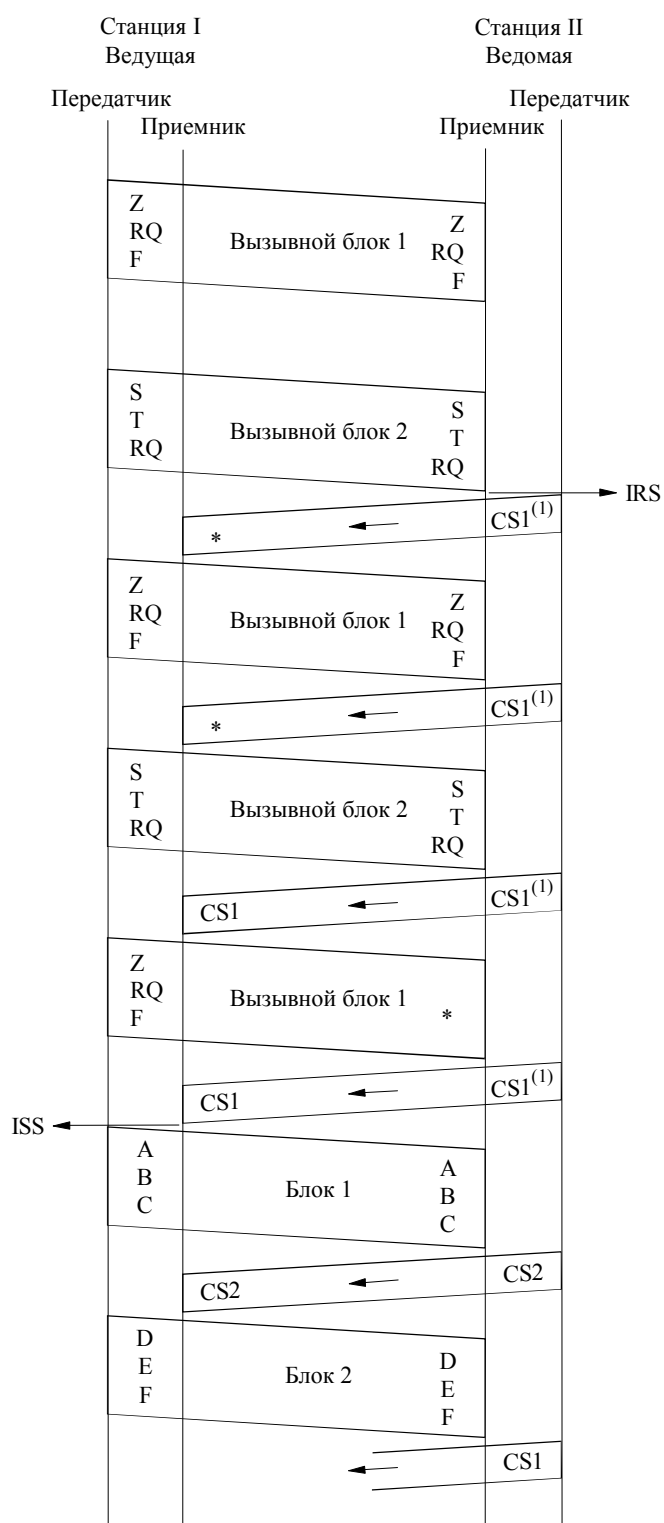 Станция I
Ведущая
Станция II
Ведомая
Передатчик
Приемник
Приемник
Передатчик
Z
RQ
F
Вызывной блок 1
Z
RQ
F
S
T
RQ
Вызывной блок 2
S
T
RQ
IRS
*
CS1(1)
Z
RQ
F
Вызывной блок 1
Z
RQ
F
*
CS1(1)
S
T
RQ
Вызывной блок 2
S
T
RQ
CS1
CS1(1)
Z
RQ
F
Вызывной блок 1
*
CS1
CS1(1)
ISS
A
B
C
Блок 1
A
B
C
CS2
CS2
D
E
F
Блок 2
D
E
F
CS1